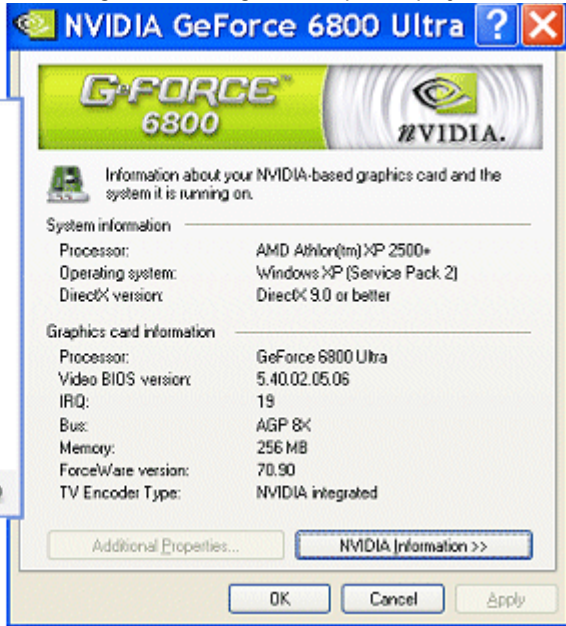 NVIDIA GeForce 6800 Ultra
GEFORCE™
6800
NVIDIA.
Information about your NVIDIA-based graphics card and the
system it is running on.
System information
Processor: AMD Athlon(tm) XP 2500+
Operating system: Windows XP (Service Pack 2)
DirectX version: DirectX 9.0 or better
Graphics card information
Processor: GeForce 6800 Ultra
Video BIOS version: 5.40.02.05.06
IRQ: 19
Bus: AGP 8X
Memory: 256 MB
ForceWare version: 70.90
TV Encoder Type: NVIDIA integrated
Additional Properties...
NVIDIA Information >>
OK
Cancel
Apply